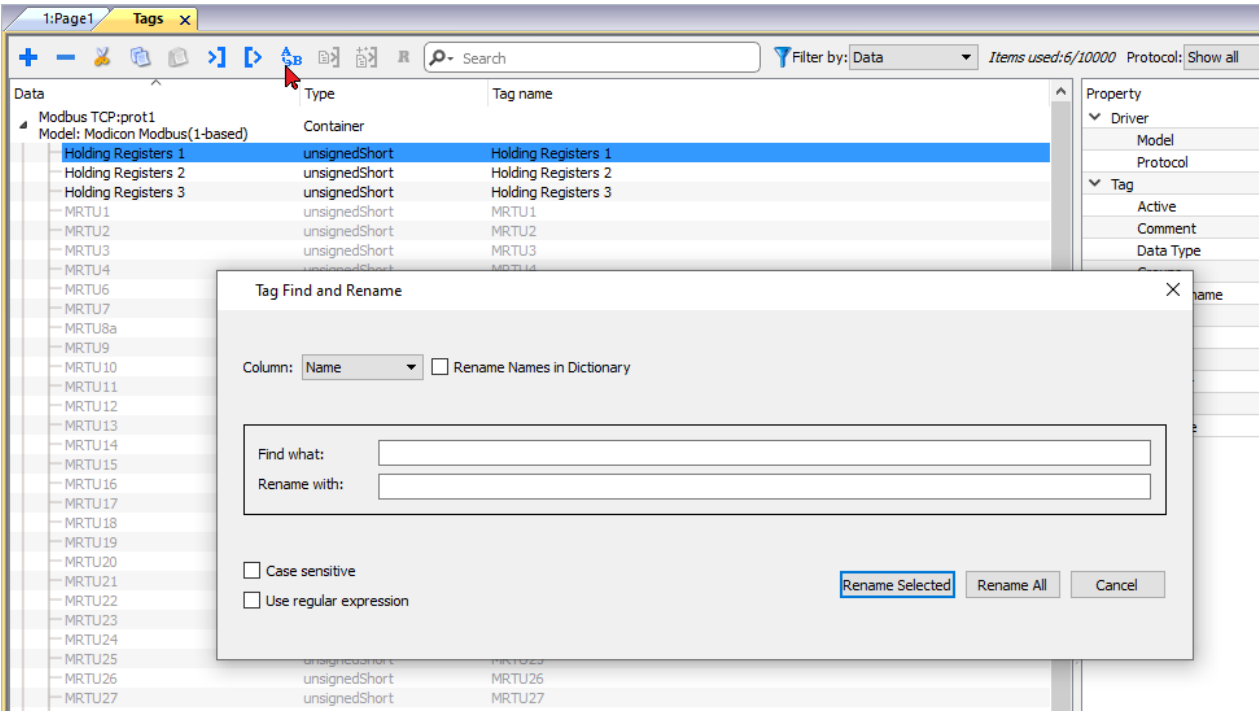 1:Page1 Tags x
R Search Filter by: Data Items used:6/10000 Protocol: Show all
Data Type Tag name Property
Modbus TCP:prot1
Model: Modicon Modbus(1-based) Container
Driver
Model
Holding Registers 1 unsignedShort Holding Registers 1
Protocol
Holding Registers 2 unsignedShort Holding Registers 2
Tag
Holding Registers 3 unsignedShort Holding Registers 3
Active
MRTU1 unsignedShort MRTU1
Comment
MRTU2 unsignedShort MRTU2
Data Type
MRTU3 unsignedShort MRTU3
MRTU4 unsignedShort MRTU4
Groups
MRTU6
Tag Find and Rename
name
MRTU7
MRTU8a
MRTU9
MRTU10
Column: Name Rename Names in Dictionary
MRTU11
MRTU12
MRTU13
MRTU14
Find what:
MRTU15
MRTU16
Rename with:
MRTU17
MRTU18
MRTU19
MRTU20
Case sensitive
MRTU21
Rename Selected Rename All Cancel
MRTU22
Use regular expression
MRTU23
MRTU24
MRTU25 unsignedShort MRTU25
MRTU26 unsignedShort MRTU26
MRTU27 unsignedShort MRTU27